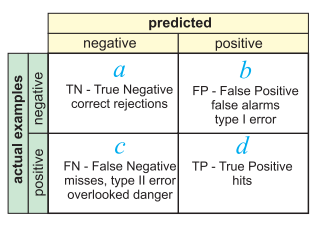 predicted
negative
positive
actual examples
negative
a
TN - True Negative
correct rejections
b
FP - False Positive
false alarms
type I error
positive
c
FN - False Negative
misses, type II error
overlooked danger
d
TP - True Positive
hits